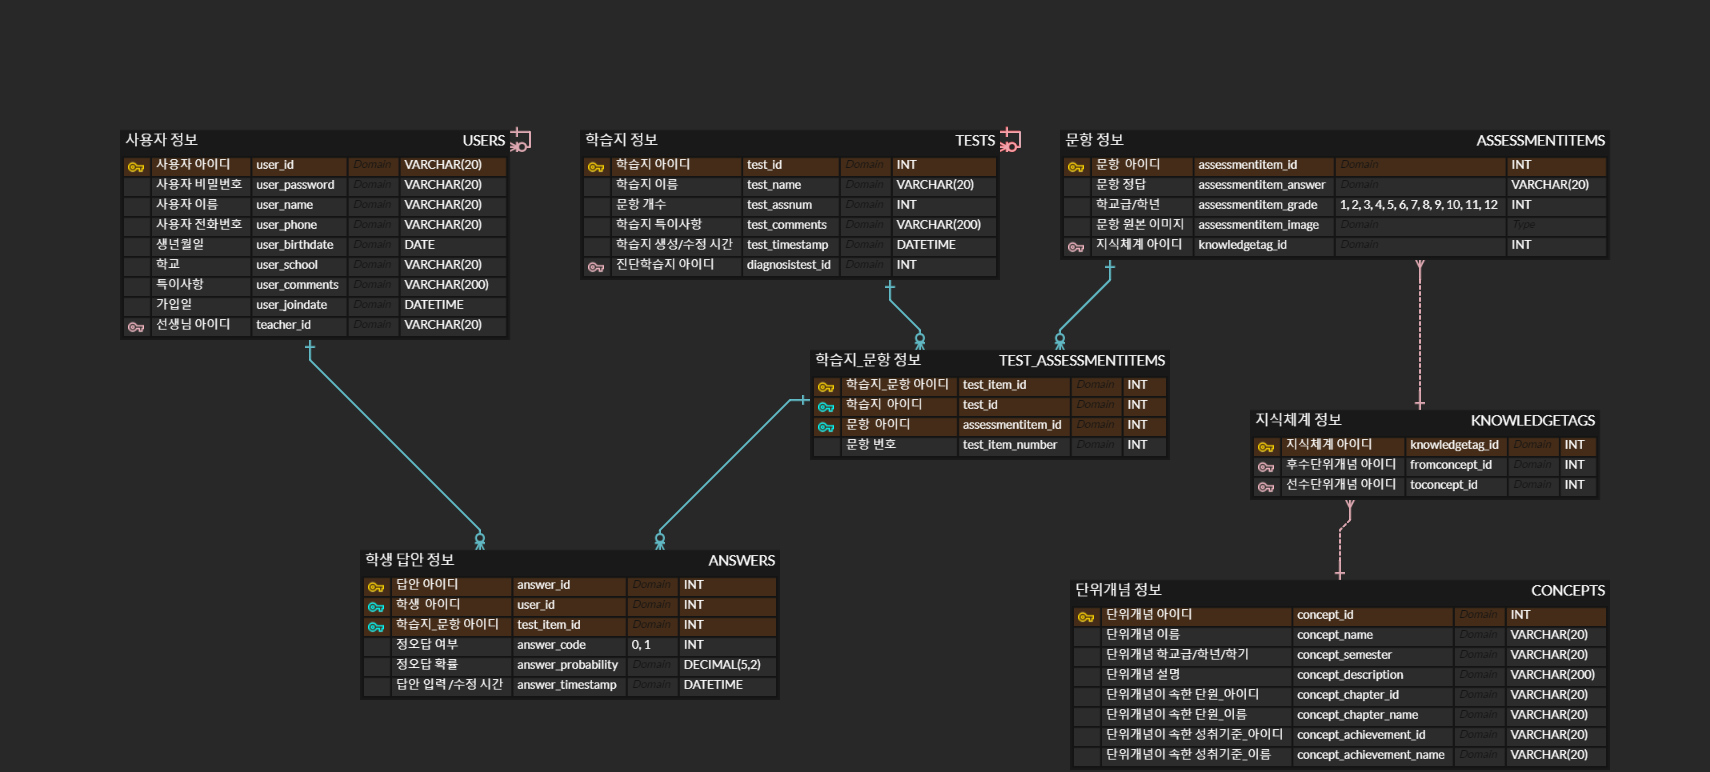 사용자 정보 USERS
사용자 아이디 user_id Domain VARCHAR(20)
사용자 비밀번호 user_password Domain VARCHAR(20)
사용자 이름 user_name Domain VARCHAR(20)
사용자 전화번호 user_phone Domain VARCHAR(20)
생년월일 user_birthdate Domain DATE
학교 user_school Domain VARCHAR(20)
특이사항 user_comments Domain VARCHAR(200)
가입일 user_joindate Domain DATETIME
선생님 아이디 teacher_id Domain VARCHAR(20)
학습지 정보 TESTS
학습지 아이디 test_id Domain INT
학습지 이름 test_name Domain VARCHAR(20)
문항 개수 test_assnum Domain INT
학습지 특이사항 test_comments Domain VARCHAR(200)
학습지 생성/수정 시간 test_timestamp Domain DATETIME
진단학습지 아이디 diagnosistest_id Domain INT
문항 정보 ASSESSMENTITEMS
문항 아이디 assessmentitem_id Domain INT
문항 정답 assessmentitem_answer Domain VARCHAR(20)
학교급/학년 assessmentitem_grade 1, 2, 3, 4, 5, 6, 7, 8, 9, 10, 11, 12 INT
문항 원본 이미지 assessmentitem_image Domain Type
지식체계 아이디 knowledgetag_id Domain INT
학습지_문항 정보 TEST_ASSESSMENTITEMS
학습지_문항 아이디 test_item_id Domain INT
학습지 아이디 test_id Domain INT
문항 아이디 assessmentitem_id Domain INT
문항 번호 test_item_number Domain INT
지식체계 정보 KNOWLEDGETAGS
지식체계 아이디 knowledgetag_id Domain INT
후수단위개념 아이디 fromconcept_id Domain INT
선수단위개념 아이디 toconcept_id Domain INT
학생 답안 정보 ANSWERS
답안 아이디 answer_id Domain INT
학생 아이디 user_id Domain INT
학습지_문항 아이디 test_item_id Domain INT
정오답 여부 answer_code 0, 1 INT
정오답 확률 answer_probability Domain DECIMAL(5,2)
답안 입력/수정 시간 answer_timestamp Domain DATETIME
단위개념 정보 CONCEPTS
단위개념 아이디 concept_id Domain INT
단위개념 이름 concept_name Domain VARCHAR(20)
단위개념 학교급/학년/학기 concept_semester Domain VARCHAR(20)
단위개념 설명 concept_description Domain VARCHAR(200)
단위개념이 속한 단원_아이디 concept_chapter_id Domain VARCHAR(20)
단위개념이 속한 단원_이름 concept_chapter_name Domain VARCHAR(20)
단위개념이 속한 성취기준_아이디 concept_achievement_id Domain VARCHAR(20)
단위개념이 속한 성취기준_이름 concept_achievement_name Domain VARCHAR(20)